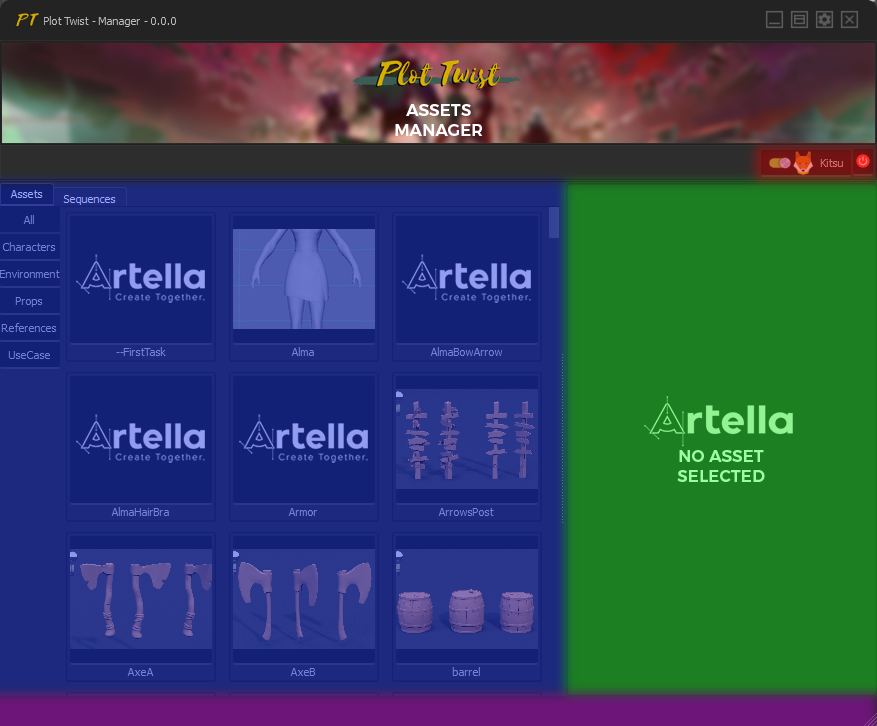 PT Plot Twist - Manager - 0.0.0
Plot Twist
ASSETS
MANAGER
Kitsu
Assets
Sequences
All
Characters
Environment
Props
References
UseCase
Artella
Create Together.
--FirstTask
Alma
Artella
Create Together.
AlmaBowArrow
Artella
Create Together.
AlmaHairBra
Artella
Create Together.
Armor
ArrowsPost
AxeA
AxeB
barrel
Artella
NO ASSET
SELECTED